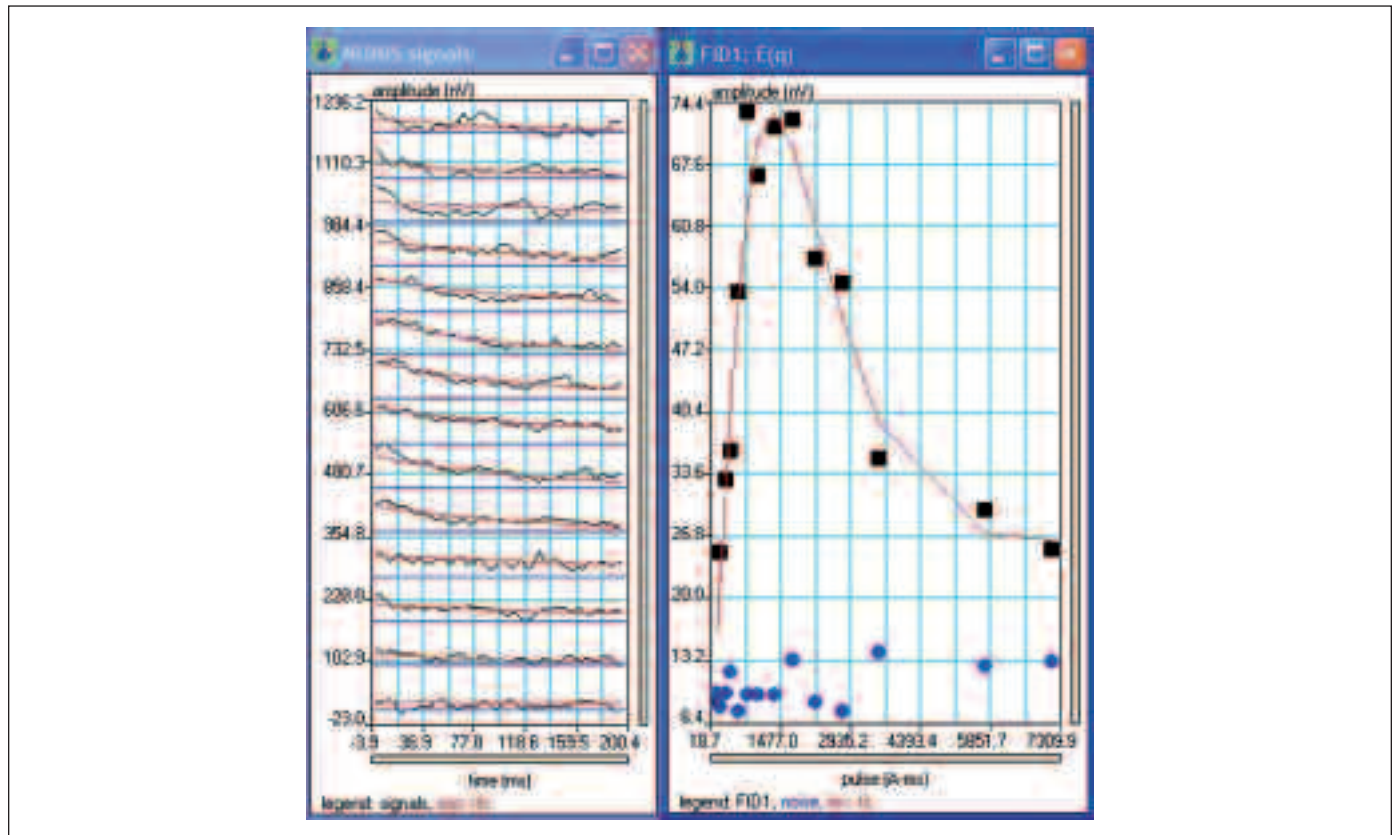 signals
amplitude (nV)
1236.2
1110.3
984.4
858.4
732.5
606.6
480.7
354.8
228.8
102.9
-23.0
-3.9 36.9 77.8 118.6 159.5 200.4
time (ms)
legend: signals,
FID1; E(q)
amplitude (nV)
74.4
67.6
60.8
54.0
47.2
40.4
33.6
26.8
20.0
13.2
6.4
18.7 1477.0 2935.2 4393.4 5851.7 7309.9
pulse (A-ms)
legend: FID1, noise,